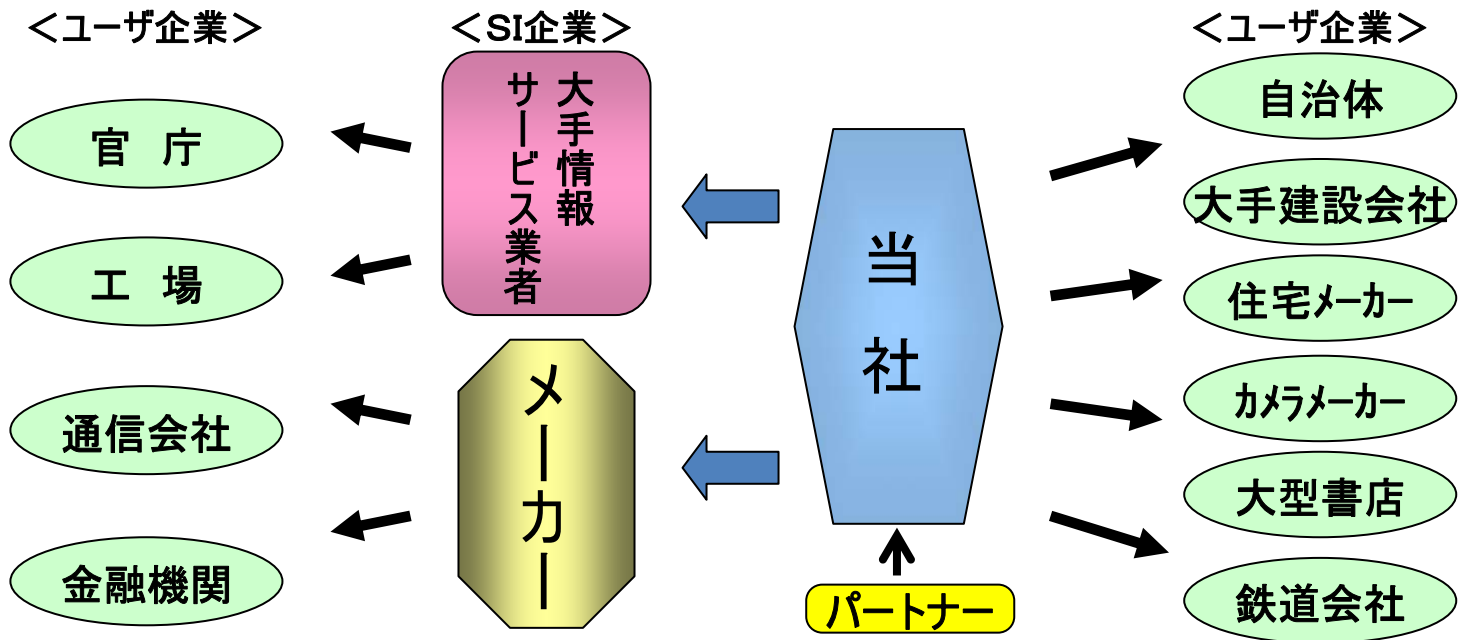 ＜ユーザ企業＞
官　庁
工　場
通信会社
金融機関
＜SI企業＞
大手情報
サービス業者
メーカー
当社
パートナー
＜ユーザ企業＞
自治体
大手建設会社
住宅ﾒｰｶｰ
ｶﾒﾗﾒｰｶｰ
大型書店
鉄道会社